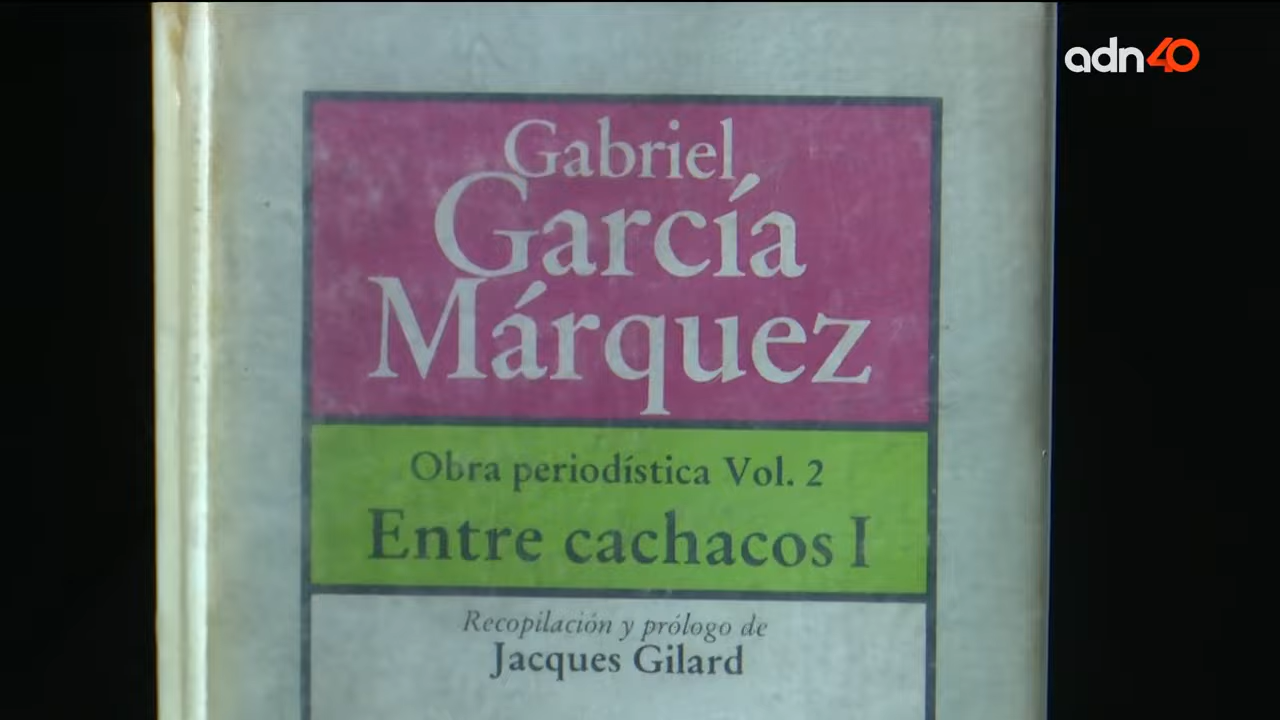 adn40
Gabriel
García
Márquez
Obra periodística Vol. 2
Entre cachacos I
Recopilación y prólogo de
Jacques Gilard